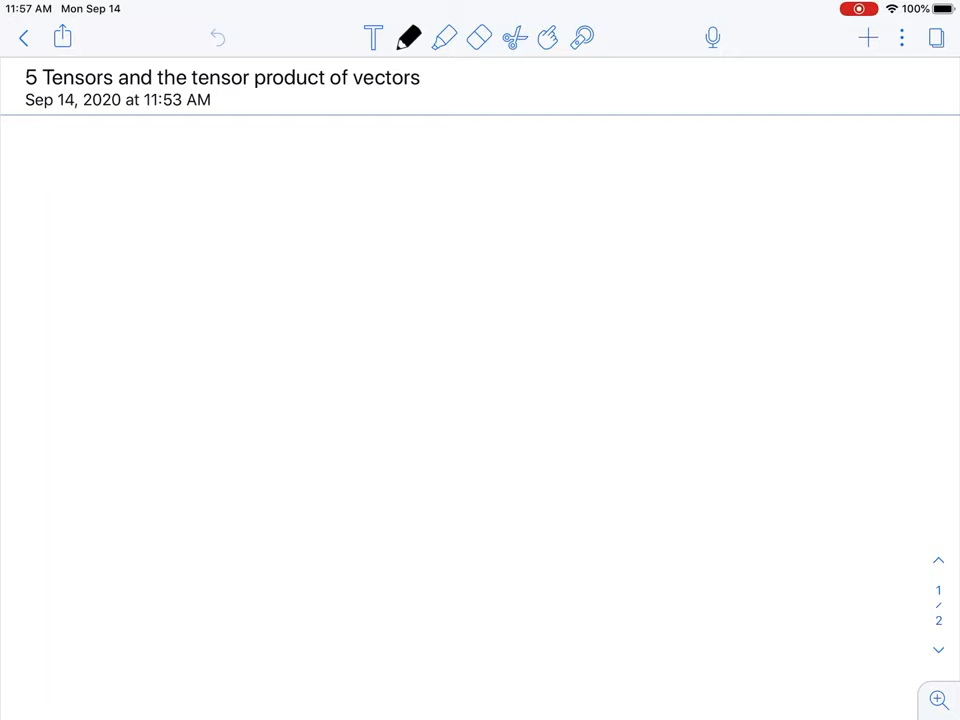 11:57 AM Mon Sep 14
100%
T
5 Tensors and the tensor product of vectors
Sep 14, 2020 at 11:53 AM
1
/
2